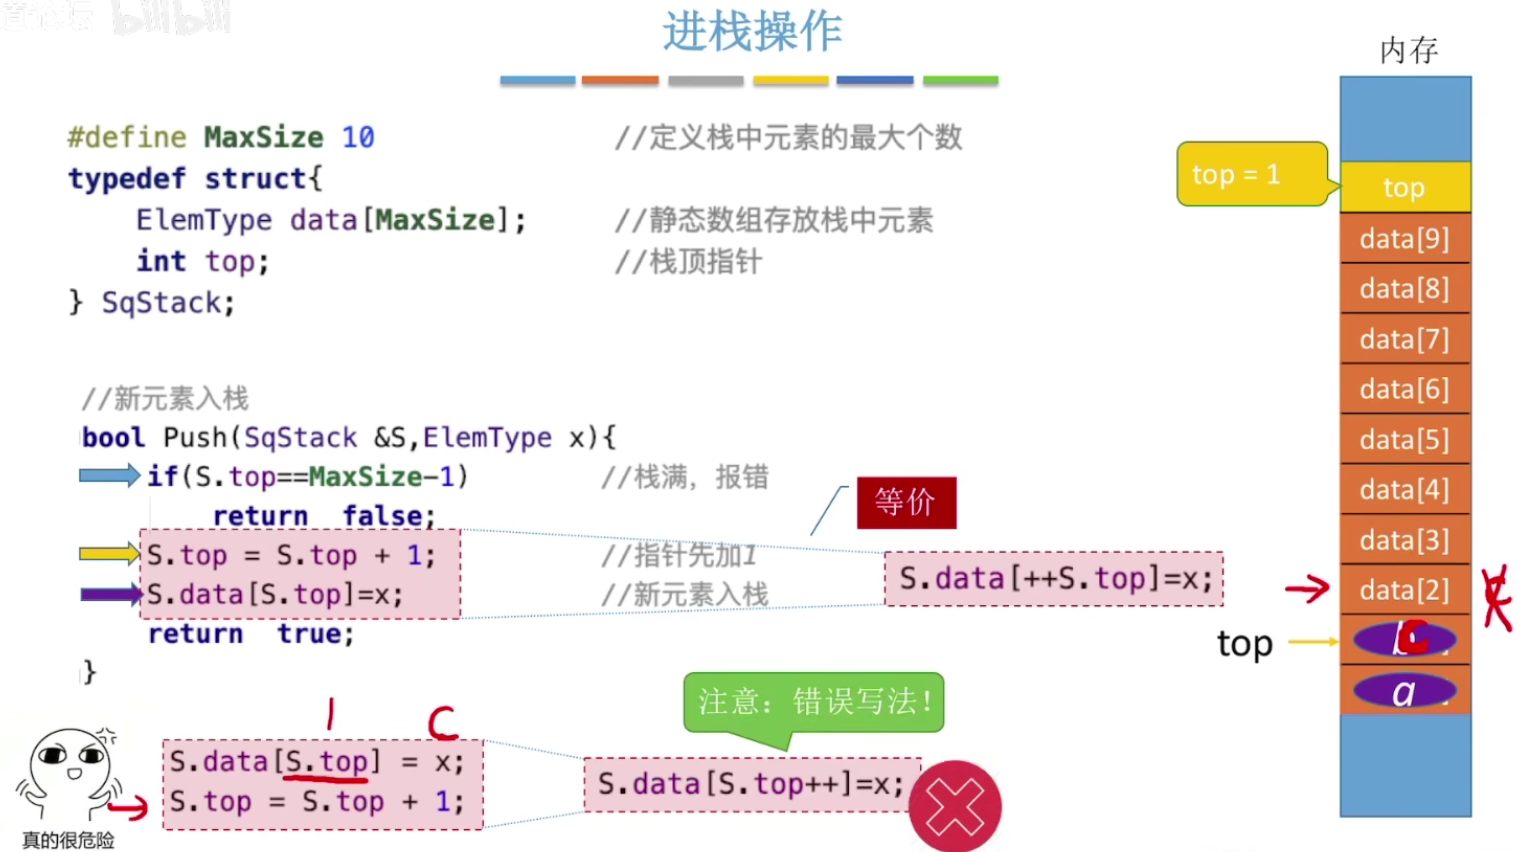 bilibili
进栈操作
内存
#define MaxSize 10 //定义栈中元素的最大个数
typedef struct{
ElemType data[MaxSize]; //静态数组存放栈中元素
int top; //栈顶指针
} SqStack;
top = 1
top
data[9]
data[8]
data[7]
data[6]
data[5]
data[4]
data[3]
data[2]
//新元素入栈
bool Push(SqStack &S,ElemType x){
if(S.top==MaxSize-1) //栈满，报错
return false;
S.top = S.top + 1; //指针先加1
S.data[S.top]=x; //新元素入栈
return true;
}
等价
S.data[++S.top]=x;
top
b
C
a
注意：错误写法！
1
C
S.data[S.top] = x;
S.top = S.top + 1;
S.data[S.top++]=x;
真的很危险